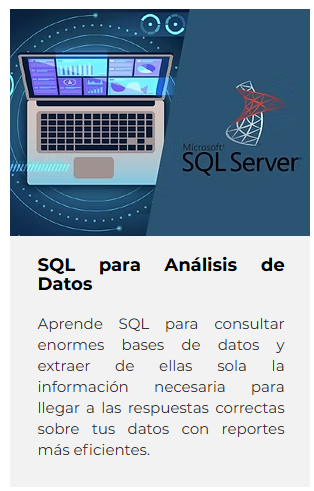 Microsoft®
SQL Server
SQL para Análisis de
Datos
Aprende SQL para consultar
enormes bases de datos y
extraer de ellas sola la
información necesaria para
llegar a las respuestas correctas
sobre tus datos con reportes
más eficientes.